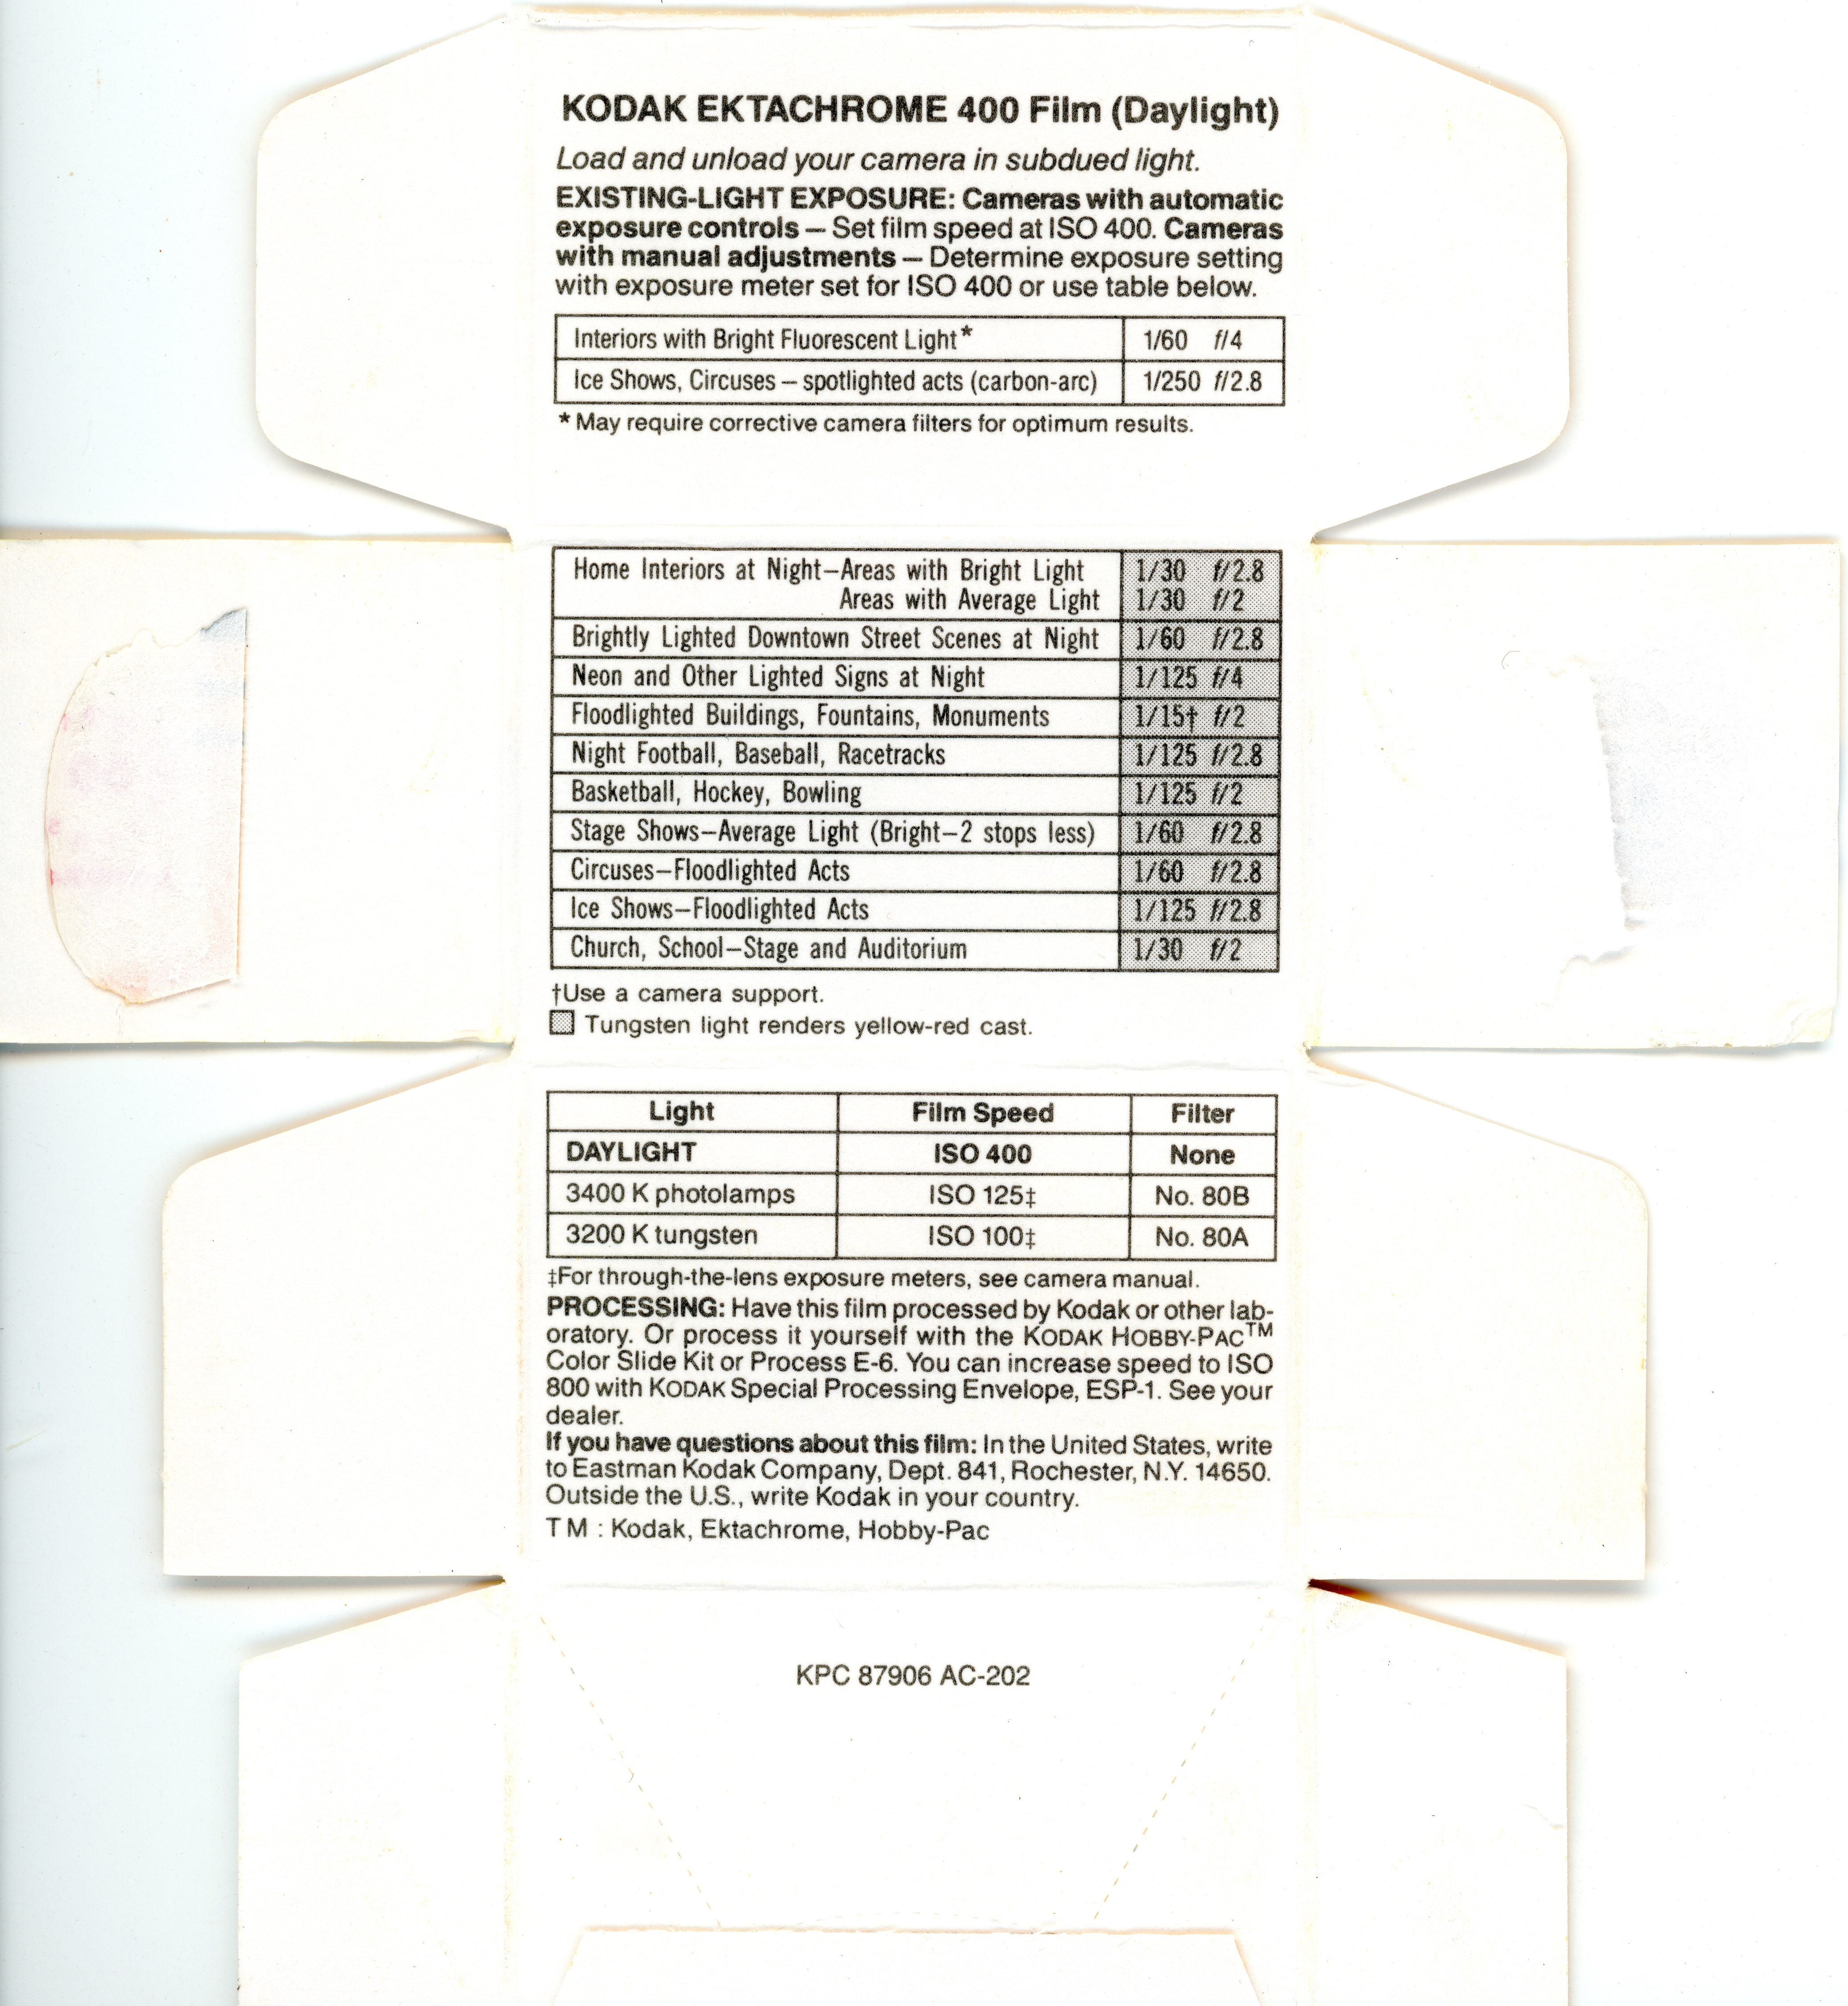 KODAK EKTACHROME 400 Film (Daylight)
Load and unload your camera in subdued light.
EXISTING-LIGHT EXPOSURE: Cameras with automatic
exposure controls — Set film speed at ISO 400. Cameras
with manual adjustments — Determine exposure setting
with exposure meter set for ISO 400 or use table below.
Interiors with Bright Fluorescent Light* 1/60 f/4
Ice Shows, Circuses – spotlighted acts (carbon-arc) 1/250 f/2.8
* May require corrective camera filters for optimum results.
Home Interiors at Night–Areas with Bright Light 1/30 f/2.8
Areas with Average Light 1/30 f/2
Brightly Lighted Downtown Street Scenes at Night 1/60 f/2.8
Neon and Other Lighted Signs at Night 1/125 f/4
Floodlighted Buildings, Fountains, Monuments 1/15† f/2
Night Football, Baseball, Racetracks 1/125 f/2.8
Basketball, Hockey, Bowling 1/125 f/2
Stage Shows–Average Light (Bright–2 stops less) 1/60 f/2.8
Circuses–Floodlighted Acts 1/60 f/2.8
Ice Shows–Floodlighted Acts 1/125 f/2.8
Church, School–Stage and Auditorium 1/30 f/2
†Use a camera support.
Tungsten light renders yellow-red cast.
Light Film Speed Filter
DAYLIGHT ISO 400 None
3400 K photolamps ISO 125‡ No. 80B
3200 K tungsten ISO 100‡ No. 80A
‡For through-the-lens exposure meters, see camera manual.
PROCESSING: Have this film processed by Kodak or other lab-
oratory. Or process it yourself with the KODAK HOBBY-PAC™
Color Slide Kit or Process E-6. You can increase speed to ISO
800 with KODAK Special Processing Envelope, ESP-1. See your
dealer.
If you have questions about this film: In the United States, write
to Eastman Kodak Company, Dept. 841, Rochester, N.Y. 14650.
Outside the U.S., write Kodak in your country.
TM : Kodak, Ektachrome, Hobby-Pac
KPC 87906 AC-202